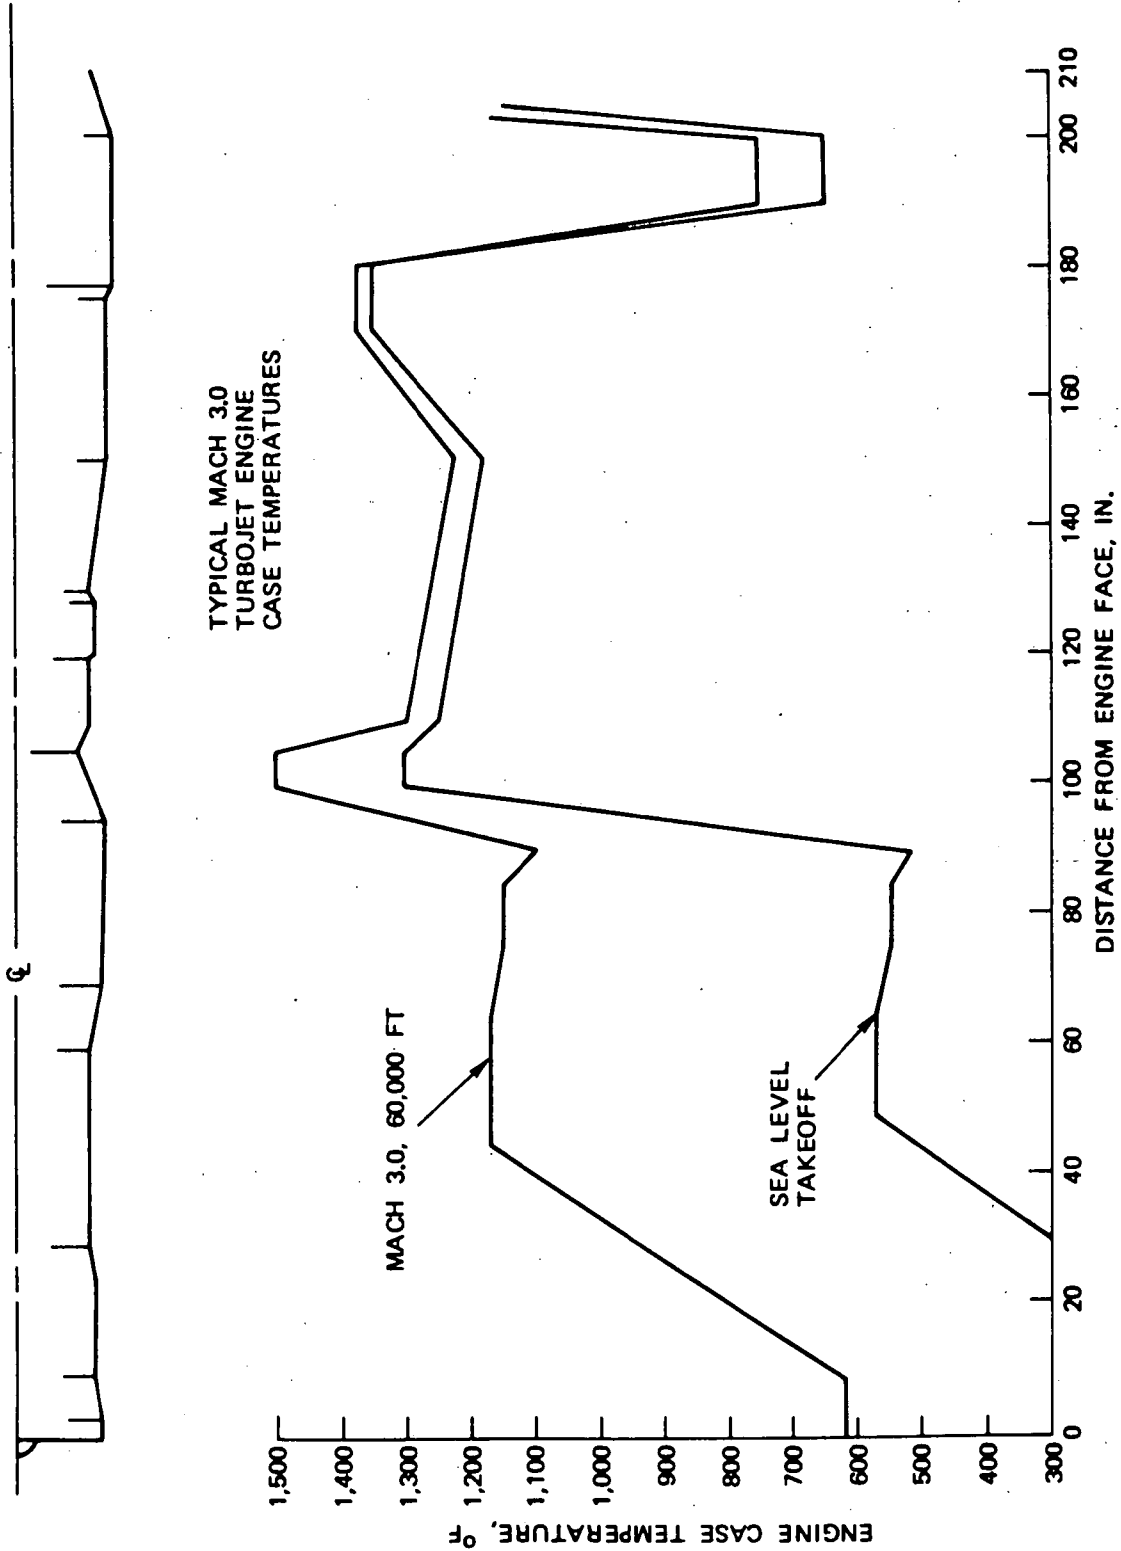 ℄
TYPICAL MACH 3.0
TURBOJET ENGINE
CASE TEMPERATURES
MACH 3.0, 60,000 FT
SEA LEVEL
TAKEOFF
ENGINE CASE TEMPERATURE, °F
1,500
1,400
1,300
1,200
1,100
1,000
900
800
700
600
500
400
300
0 20 40 60 80 100 120 140 160 180 200 210
DISTANCE FROM ENGINE FACE, IN.